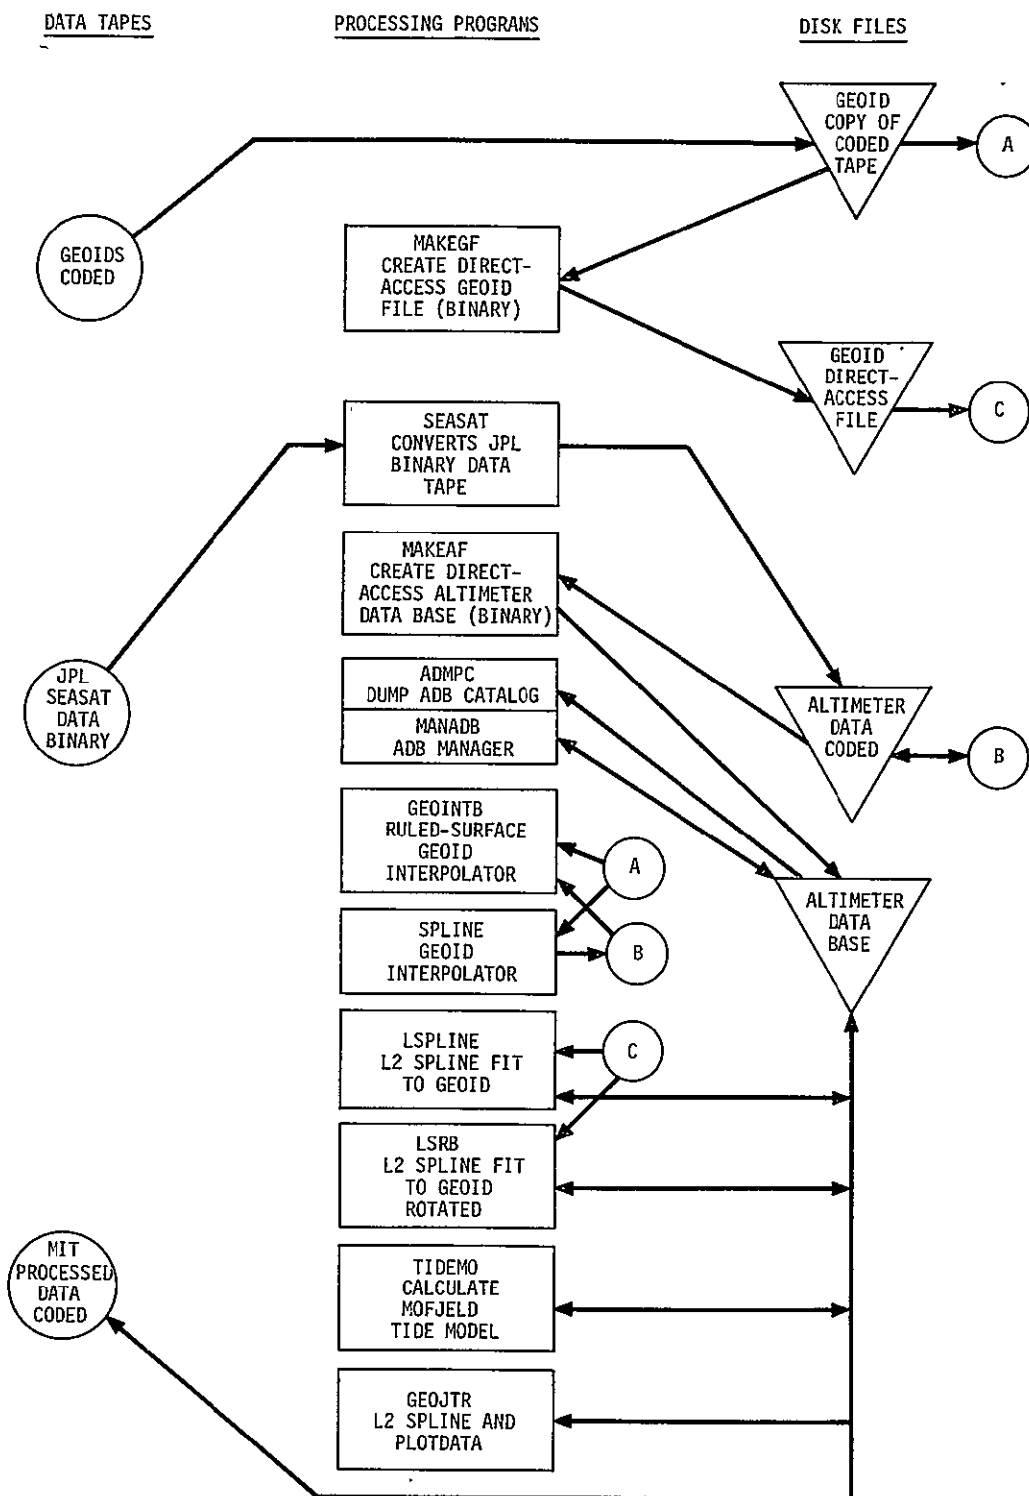 DATA TAPES
PROCESSING PROGRANS
DISK FILES
GEOID
COPY OF
CODED
TAPE
A
GEOIDS
CODED
MAKEGF
CREATE DIRECT-
ACCESS GEOID
FILE (BINARY)
GEOID
DIRECT-
ACCESS
FILE
C
SEASAT
CONVERTS JPL
BINARY DATA
TAPE
MAKEAF
CREATE DIRECT-
ACCESS ALTIMETER
DATA BASE (BINARY)
JPL
SEASAT
DATA
BINARY
ADMPC
DUMP ADB CATALOG
MANADB
ADB MANAGER
ALTIMETER
DATA
CODED
B
GEOINTB
RULED-SURFACE
GEOID
INTERPOLATOR
A
ALTIMETER
DATA
BASE
SPLINE
GEOID
INTERPOLATOR
B
LSPLINE
L2 SPLINE FIT
TO GEOID
C
LSRB
L2 SPLINE FIT
TO GEOID
ROTATED
MIT
PROCESSED
DATA
CODED
TIDEMO
CALCULATE
MOFJELD
TIDE MODEL
GEOJTR
L2 SPLINE AND
PLOTDATA